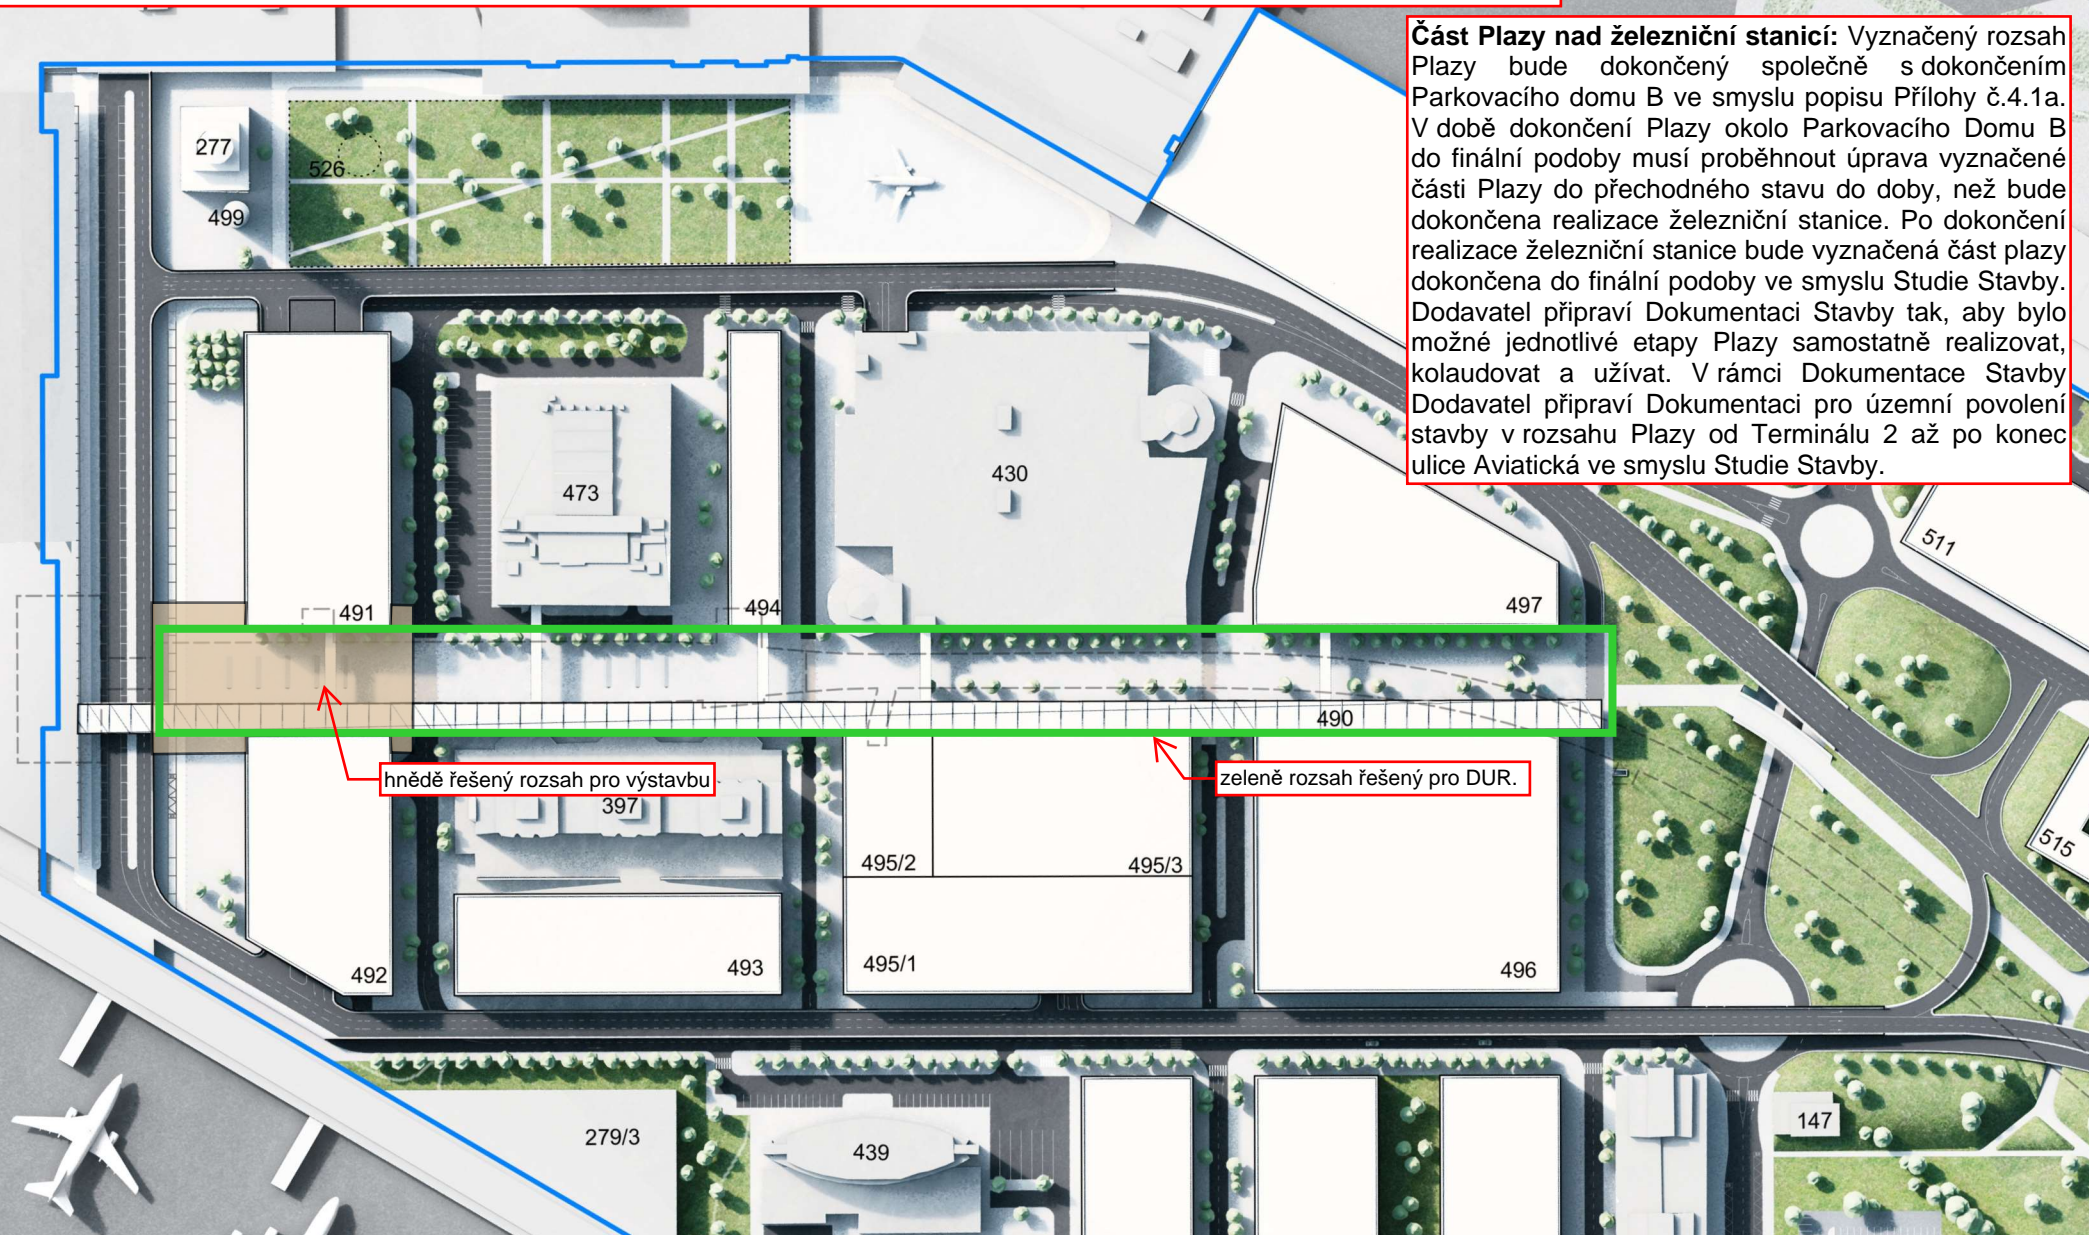 Část Plazy nad železniční stanicí: Vyznačený rozsah
Plazy bude dokončený společně s dokončením
Parkovacího domu B ve smyslu popisu Přílohy č.4.1a.
V době dokončení Plazy okolo Parkovacího Domu B
do finální podoby musí proběhnout úprava vyznačené
části Plazy do přechodného stavu do doby, než bude
dokončena realizace železniční stanice. Po dokončení
realizace železniční stanice bude vyznačená část plazy
dokončena do finální podoby ve smyslu Studie Stavby.
Dodavatel připraví Dokumentaci Stavby tak, aby bylo
možné jednotlivé etapy Plazy samostatně realizovat,
kolaudovat a užívat. V rámci Dokumentace Stavby
Dodavatel připraví Dokumentaci pro územní povolení
stavby v rozsahu Plazy od Terminálu 2 až po konec
ulice Aviatická ve smyslu Studie Stavby.
277
526
499
473
430
511
491
494
497
490
hnědě řešený rozsah pro výstavbu
zeleně rozsah řešený pro DUR.
397
495/2
495/3
515
492
493
495/1
496
279/3
439
147